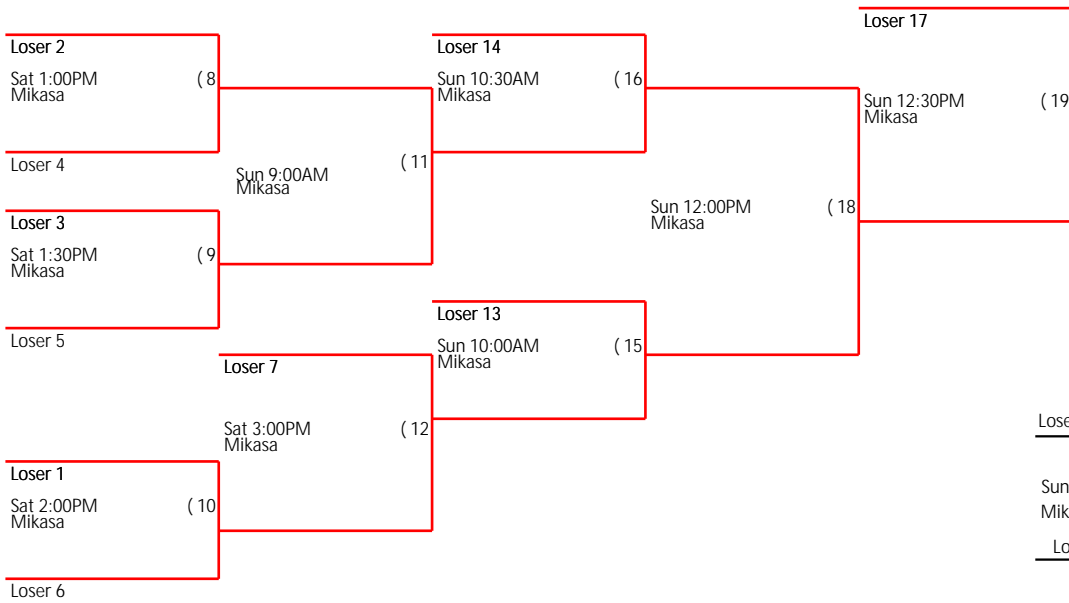 Loser 17
Loser 2
Loser 14
Sat 1:00PM
Mikasa
( 8
Sun 10:30AM
Mikasa
( 16
Sun 12:30PM
Mikasa
( 19
Loser 4
Sun 9:00AM
Mikasa
( 11
Loser 3
Sun 12:00PM
Mikasa
( 18
Sat 1:30PM
Mikasa
( 9
Loser 13
Loser 5
Sun 10:00AM
Mikasa
( 15
Loser 7
Sat 3:00PM
Mikasa
( 12
Loser 1
Sat 2:00PM
Mikasa
( 10
Loser 6
Sun